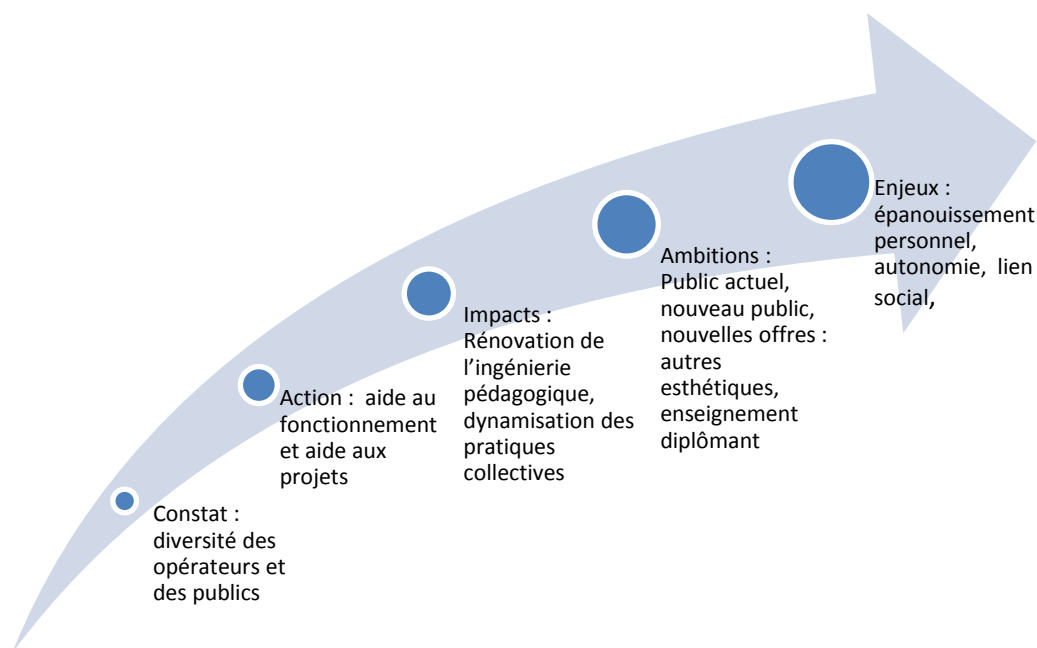 Constat :
diversité des
opérateurs et
des publics
Action :  aide au
fonctionnement
et aide aux
projets
Impacts :
Rénovation de
l'ingénierie
pédagogique,
dynamisation des
pratiques
collectives
Ambitions :
Public actuel,
nouveau public,
nouvelles offres :
autres
esthétiques,
enseignement
diplômant
Enjeux :
épanouissement
personnel,
autonomie,  lien
social,